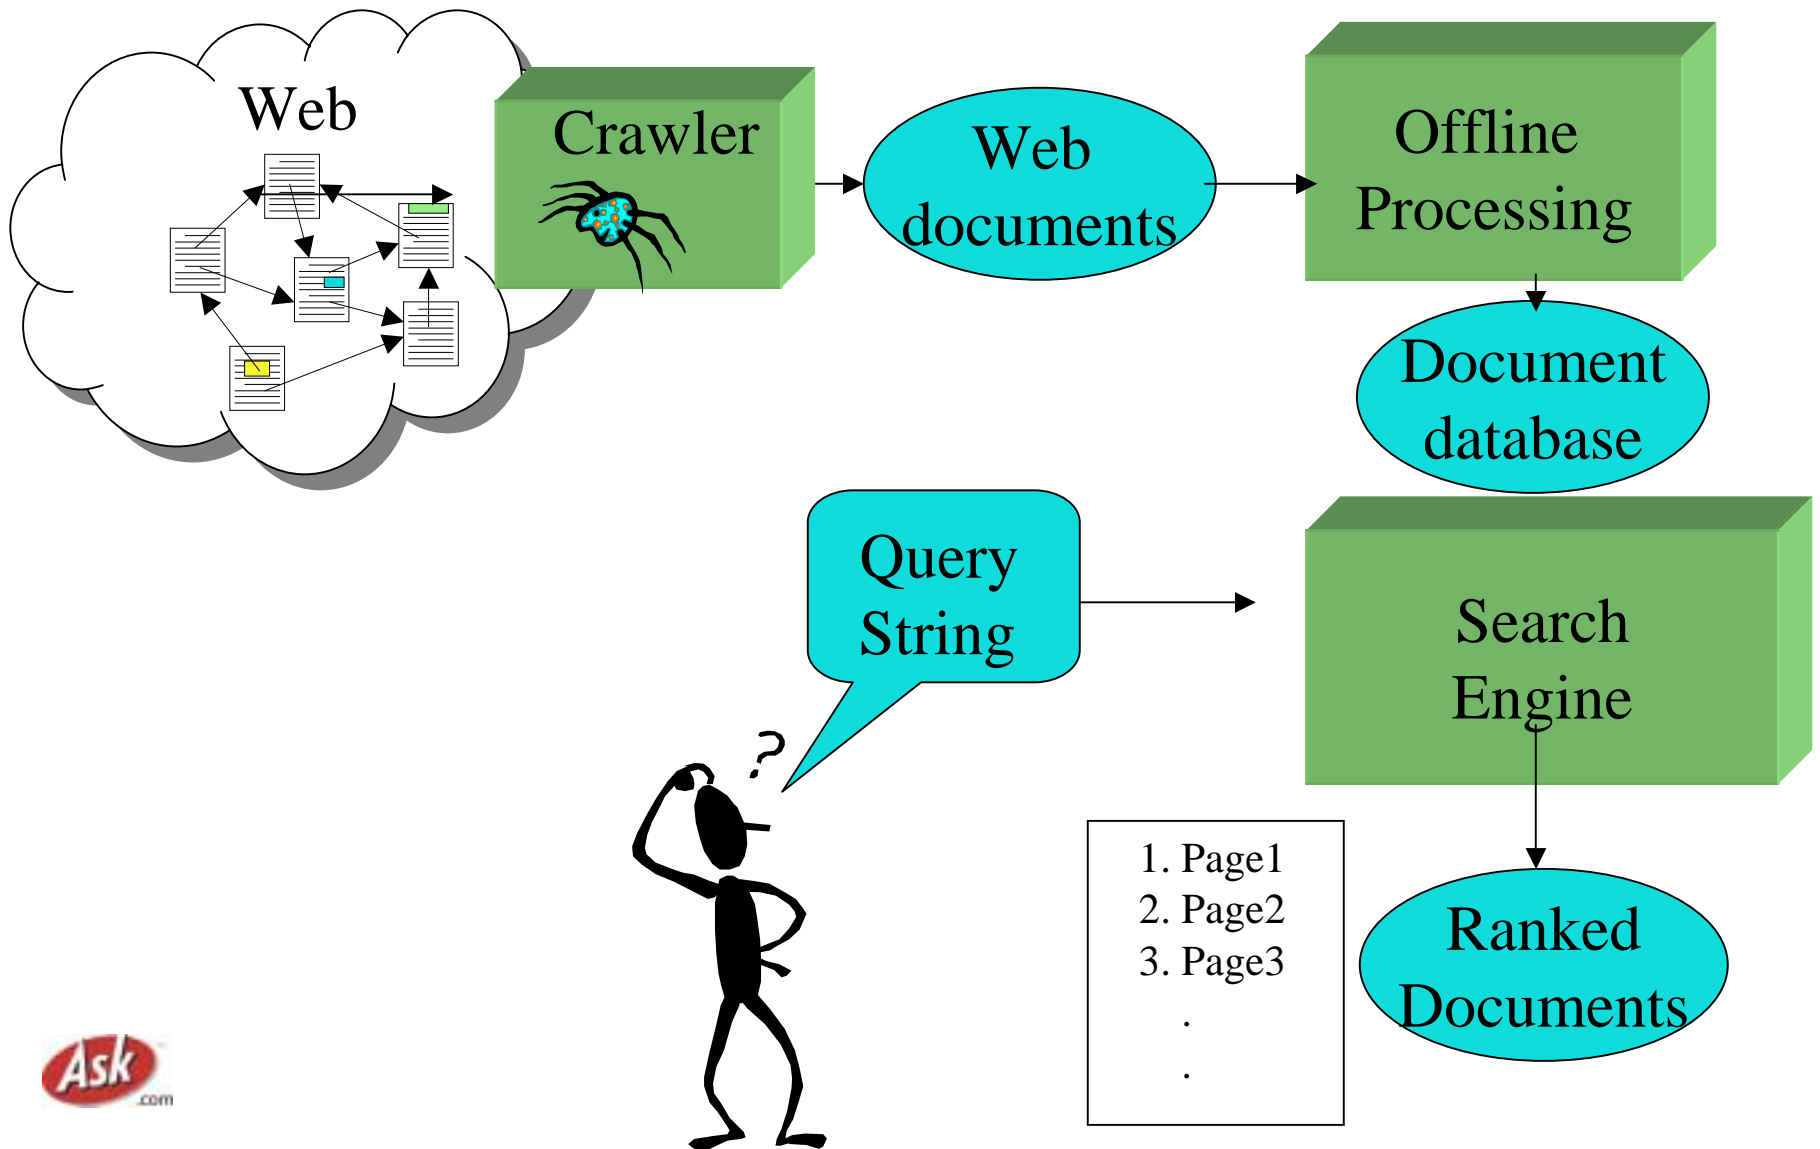 Web
Crawler
Web
documents
Offline
Processing
Document
database
Query
String
Search
Engine
?
1. Page1
2. Page2
3. Page3
.
.
Ranked
Documents
Ask
.com